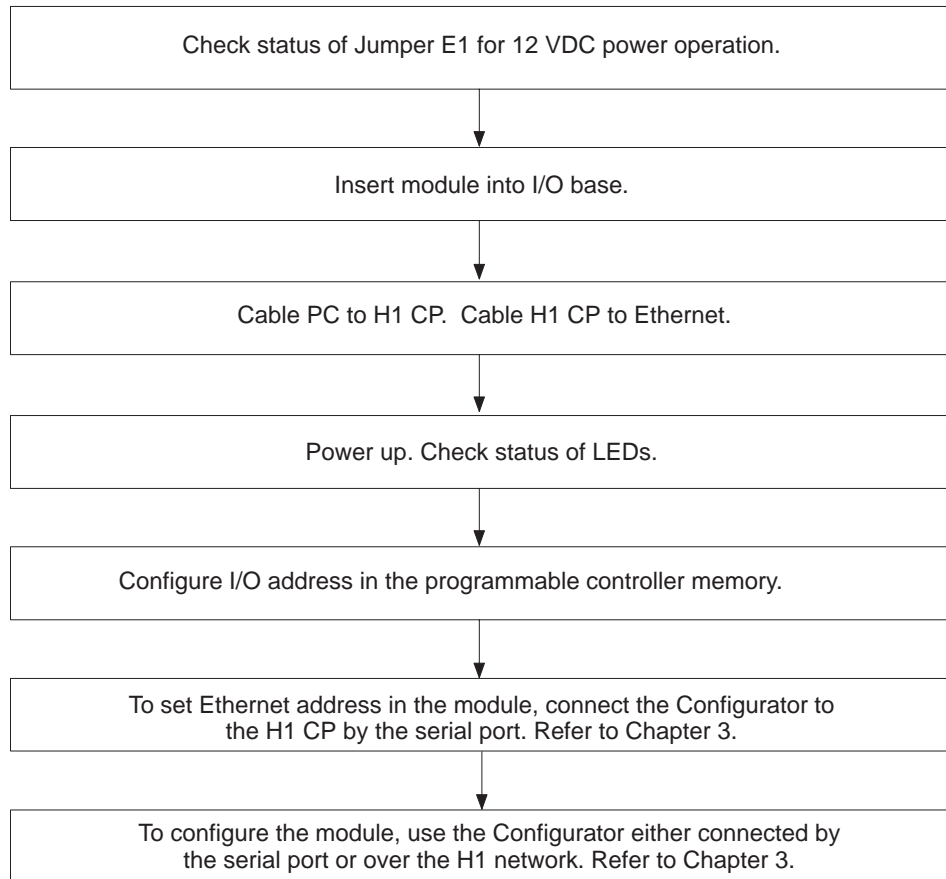 Check status of Jumper E1 for 12 VDC power operation.
Insert module into I/O base.
Cable PC to H1 CP.  Cable H1 CP to Ethernet.
Power up. Check status of LEDs.
Configure I/O address in the programmable controller memory.
To set Ethernet address in the module, connect the Configurator to
the H1 CP by the serial port. Refer to Chapter 3.
To configure the module, use the Configurator either connected by
the serial port or over the H1 network. Refer to Chapter 3.